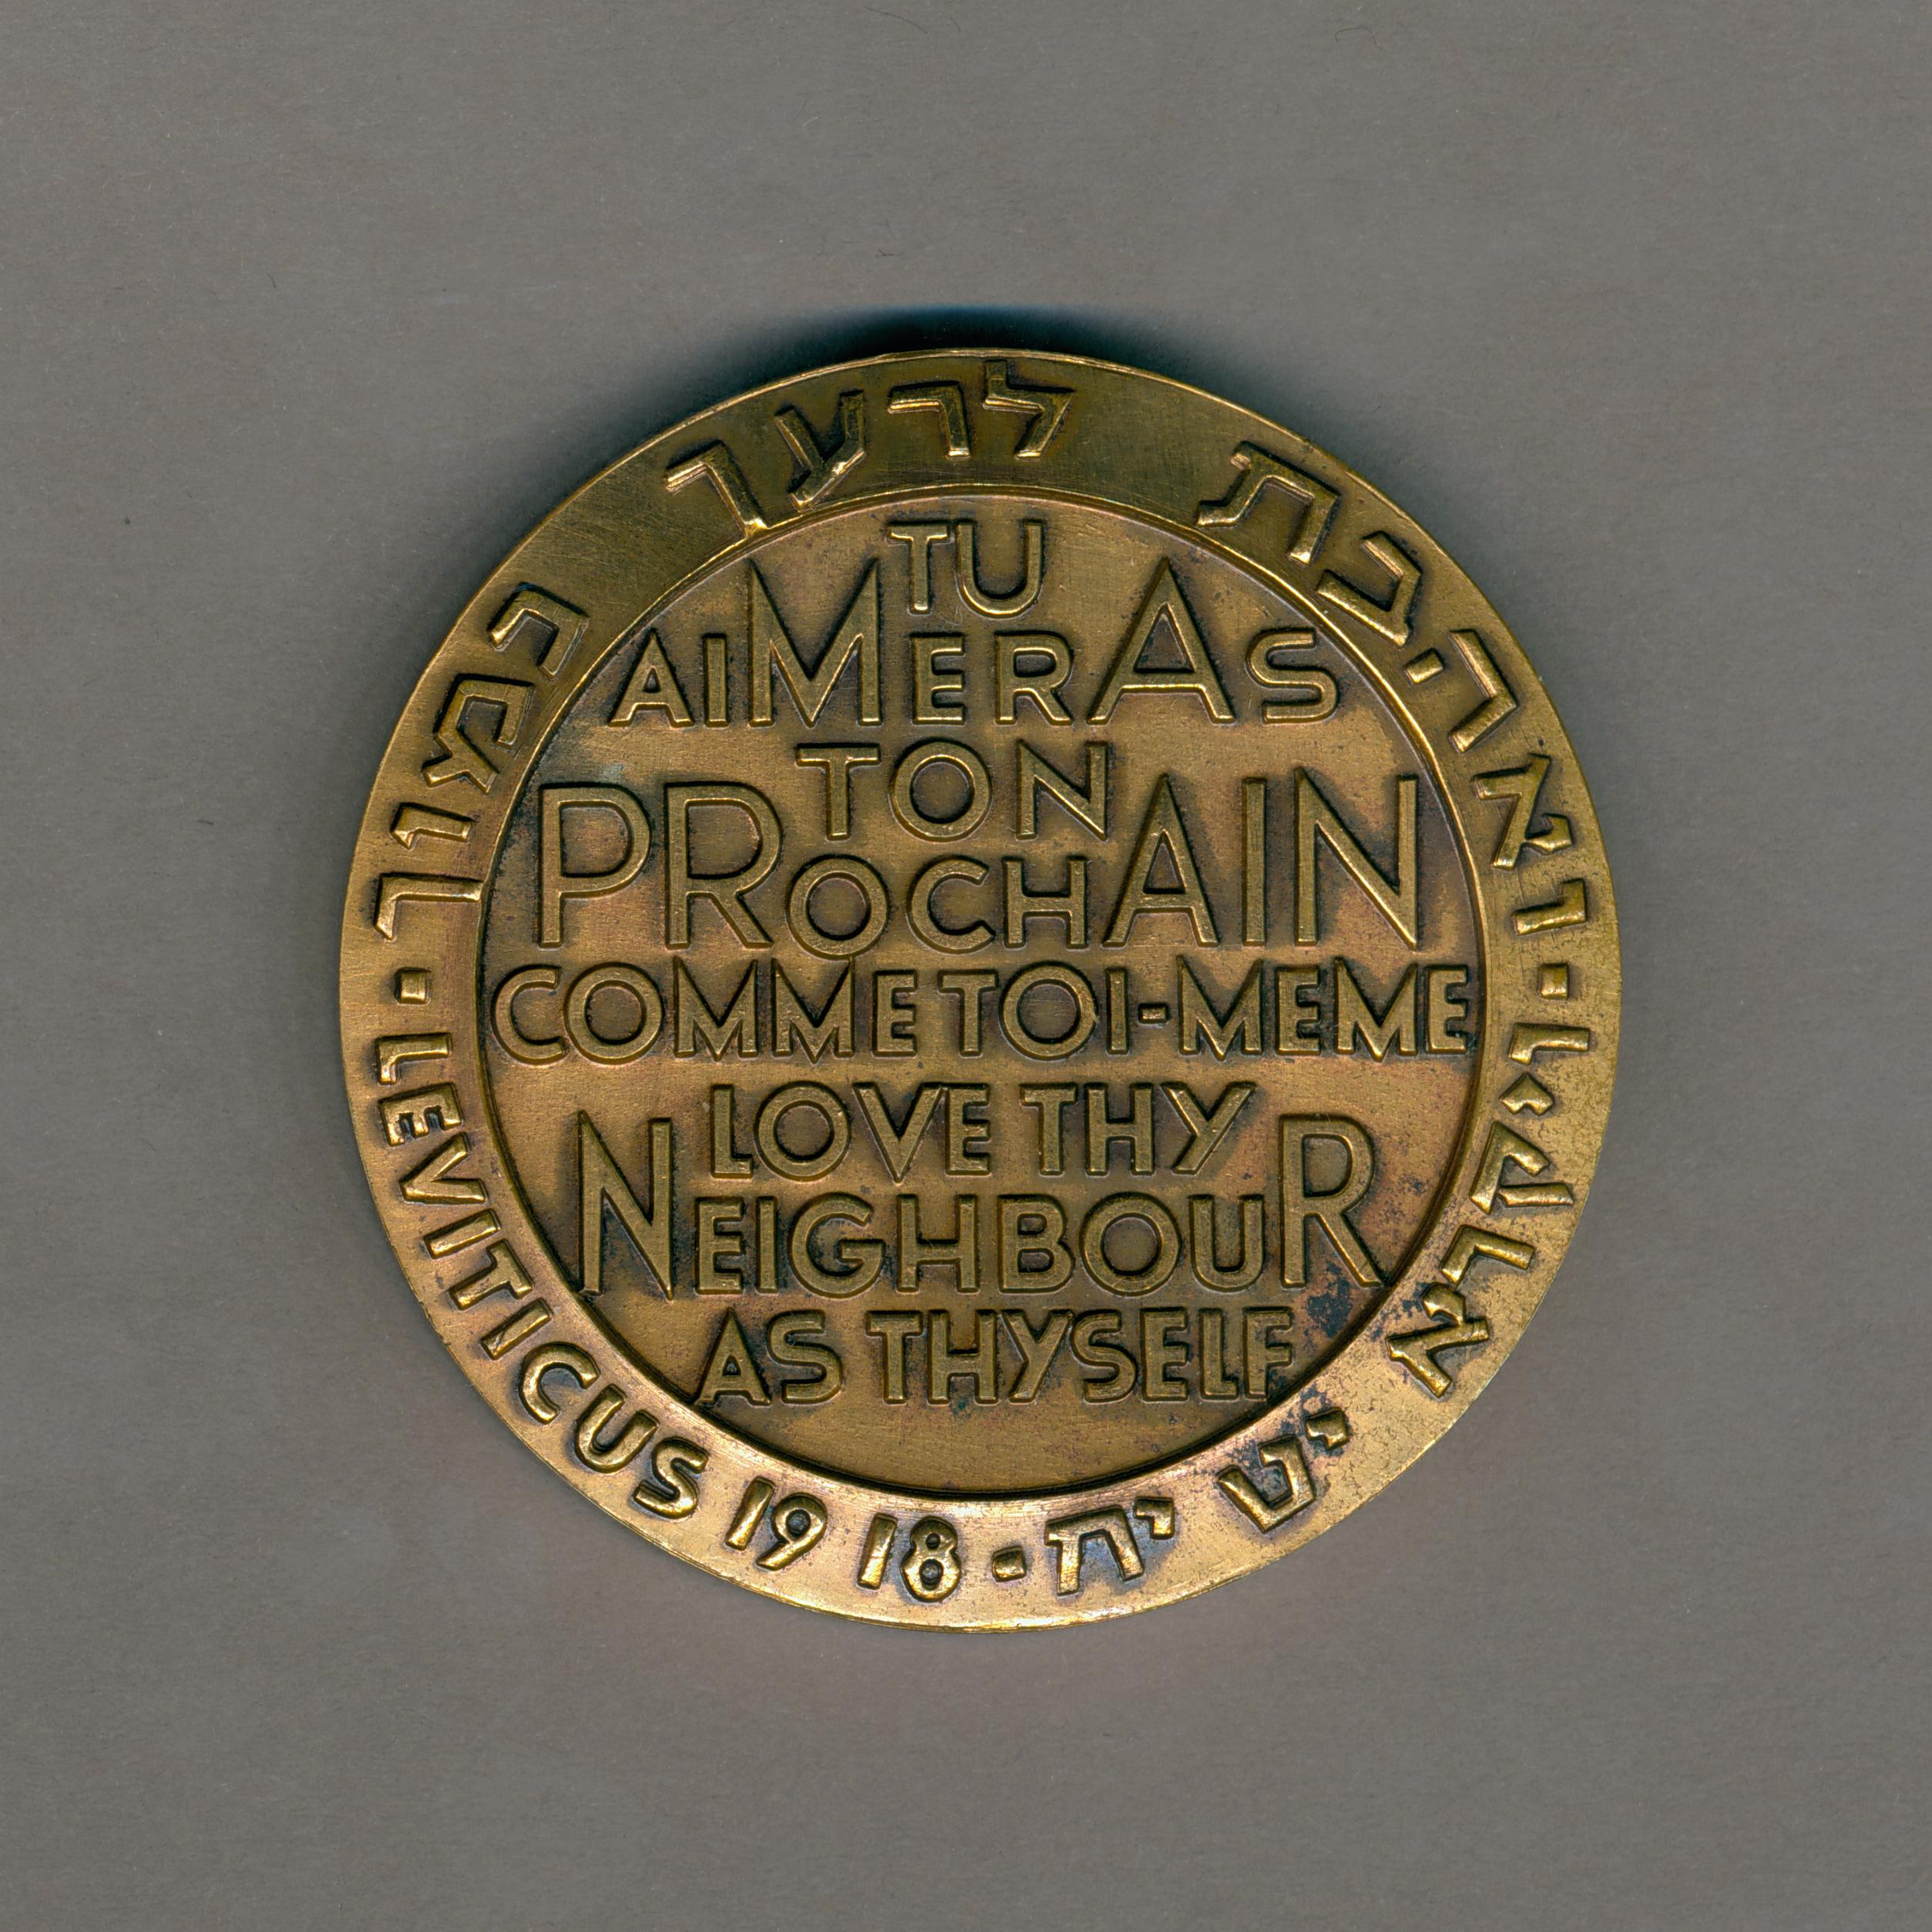 TU
AIMERAS
TON
PROCHAIN
COMME TOI-MEME
LOVE THY
NEIGHBOUR
AS THYSELF
ואהבת לרעך כמוך ·
LEVITICUS 19 18 ·
ויקרא יט יח ·